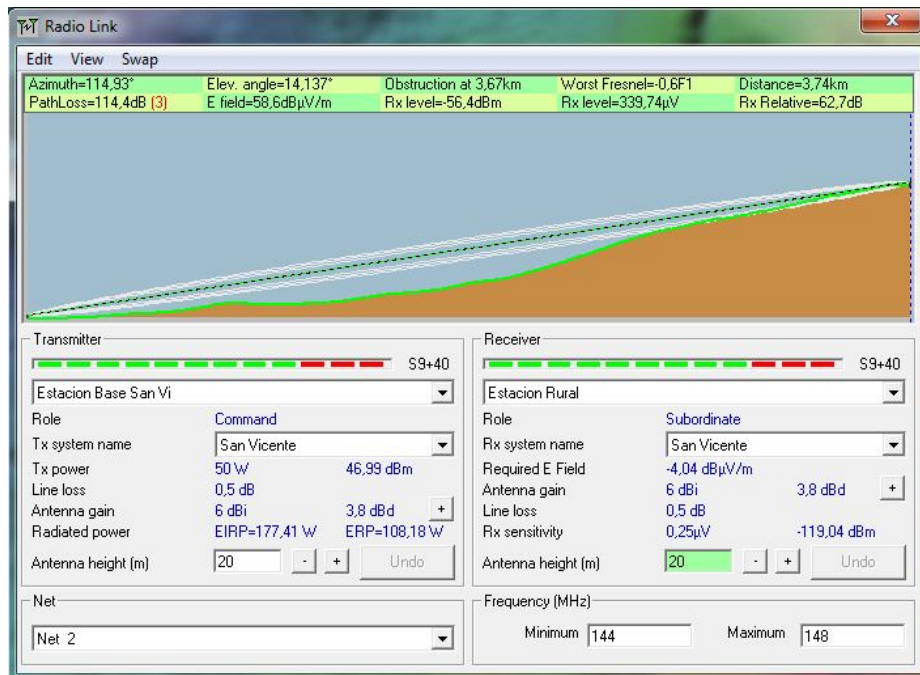 Radio Link
Edit View Swap
Azimuth=114,93° Elev. angle=14,137° Obstruction at 3,67km Worst Fresnel=-0,6F1 Distance=3,74km
PathLoss=114,4dB (3) E field=58,6dBµV/m Rx level=-56,4dBm Rx level=339,74µV Rx Relative=62,7dB
Transmitter
S9+40
Estacion Base San Vi
Role Command
Tx system name San Vicente
Tx power 50 W 46,99 dBm
Line loss 0,5 dB
Antenna gain 6 dBi 3,8 dBd +
Radiated power EIRP=177,41 W ERP=108,18 W
Antenna height (m) 20 - + Undo
Receiver
S9+40
Estacion Rural
Role Subordinate
Rx system name San Vicente
Required E Field -4,04 dBµV/m
Antenna gain 6 dBi 3,8 dBd +
Line loss 0,5 dB
Rx sensitivity 0,25µV -119,04 dBm
Antenna height (m) 20 - + Undo
Net
Net 2
Frequency (MHz)
Minimum 144 Maximum 148